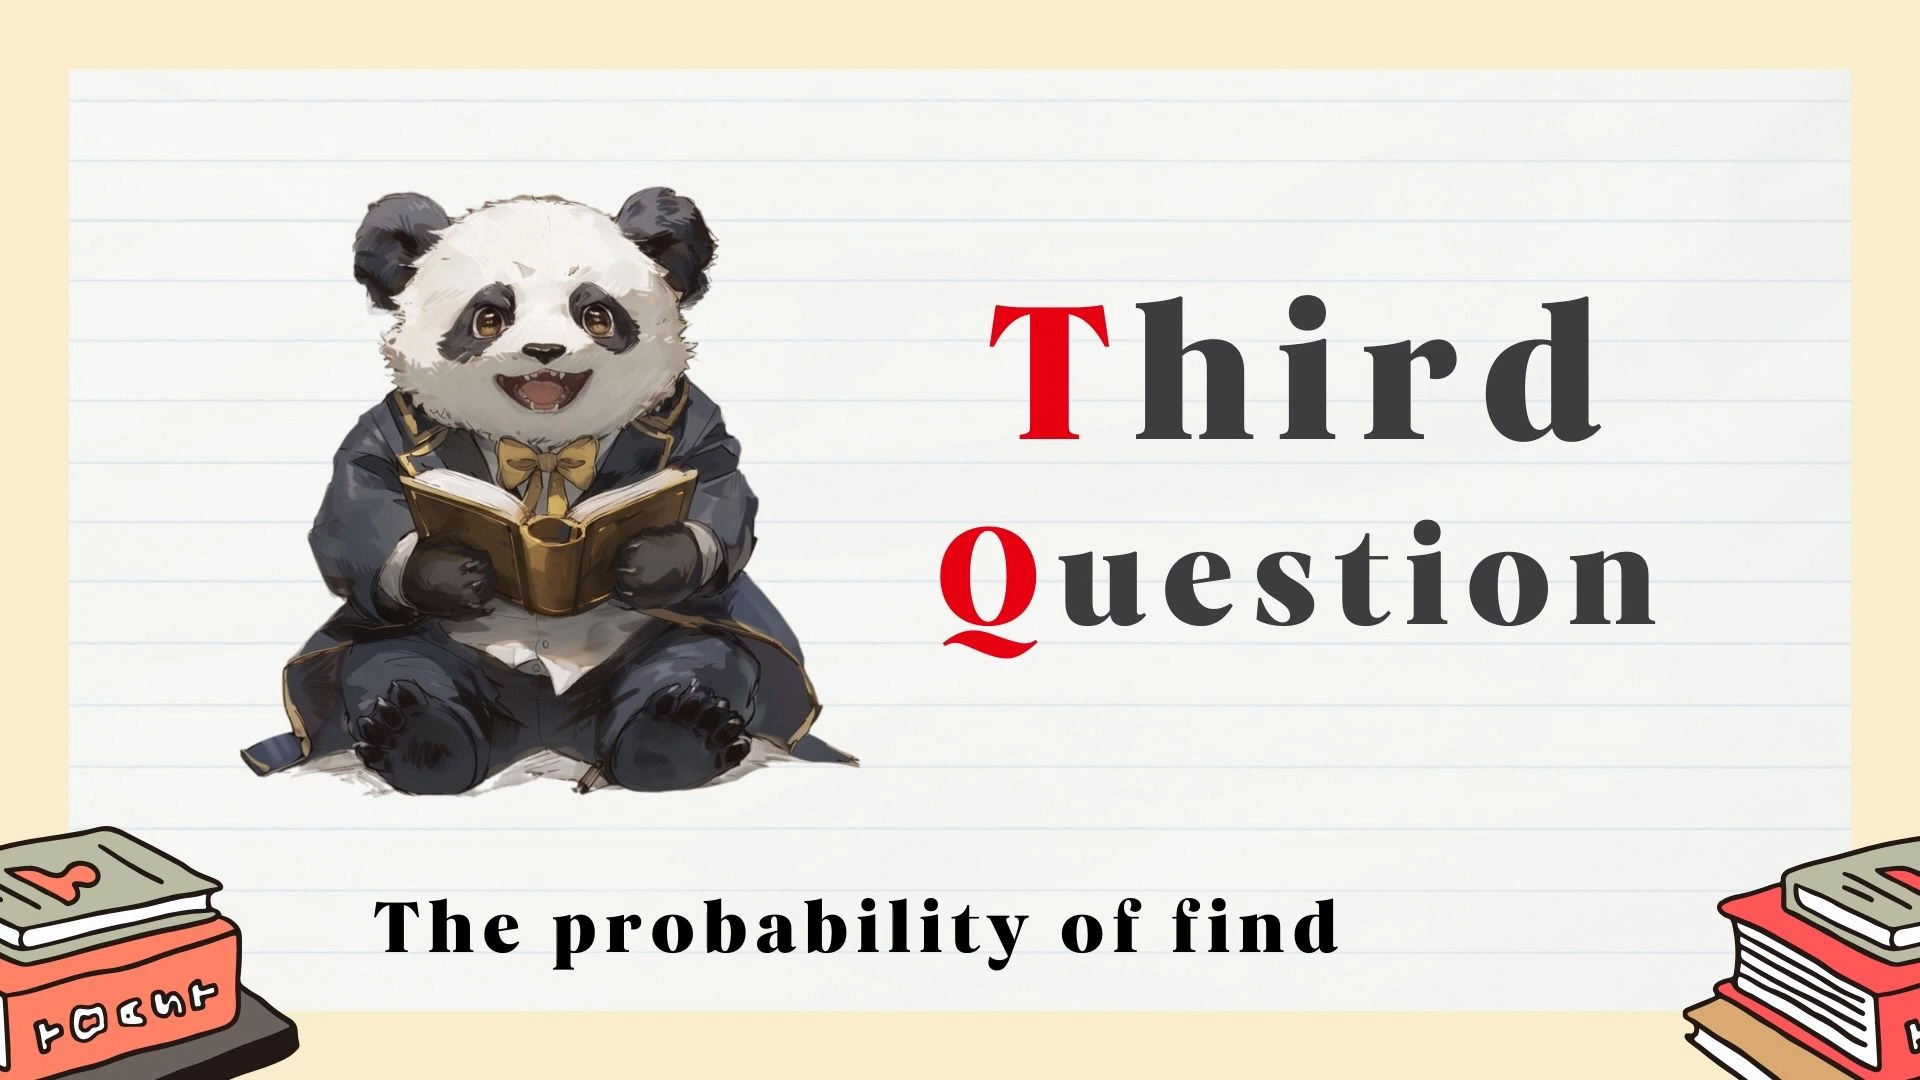 Third
Question
The probability of find